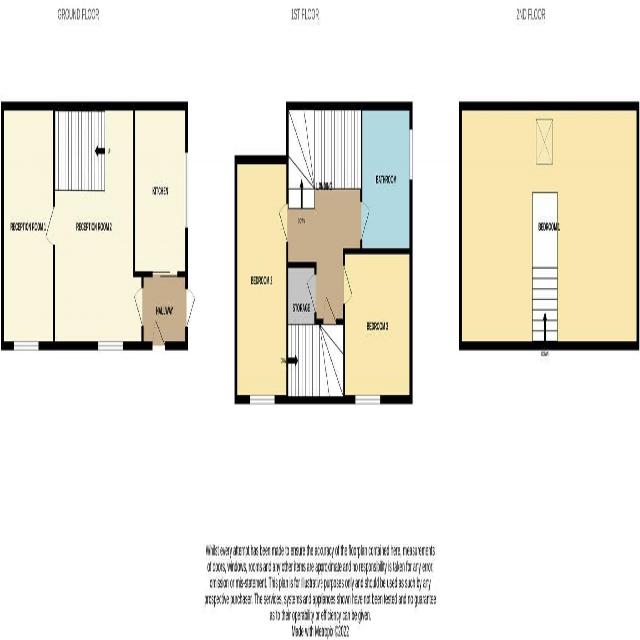 GROUND FLOOR
1ST FLOOR
2ND FLOOR
RECEPTION ROOM 1
RECEPTION ROOM 2
KITCHEN
HALLWAY
LANDING
DOWN
BATHROOM
BEDROOM 3
STORAGE
BEDROOM 2
BEDROOM 1
DOWN
Whilst every attempt has been made to ensure the accuracy of the floorplan contained here, measurements
of doors, windows, rooms and any other items are approximate and no responsibility is taken for any error,
omission or mis-statement. This plan is for illustrative purposes only and should be used as such by any
prospective purchaser. The services, systems and appliances shown have not been tested and no guarantee
as to their operability or efficiency can be given.
Made with Metropix ©2022